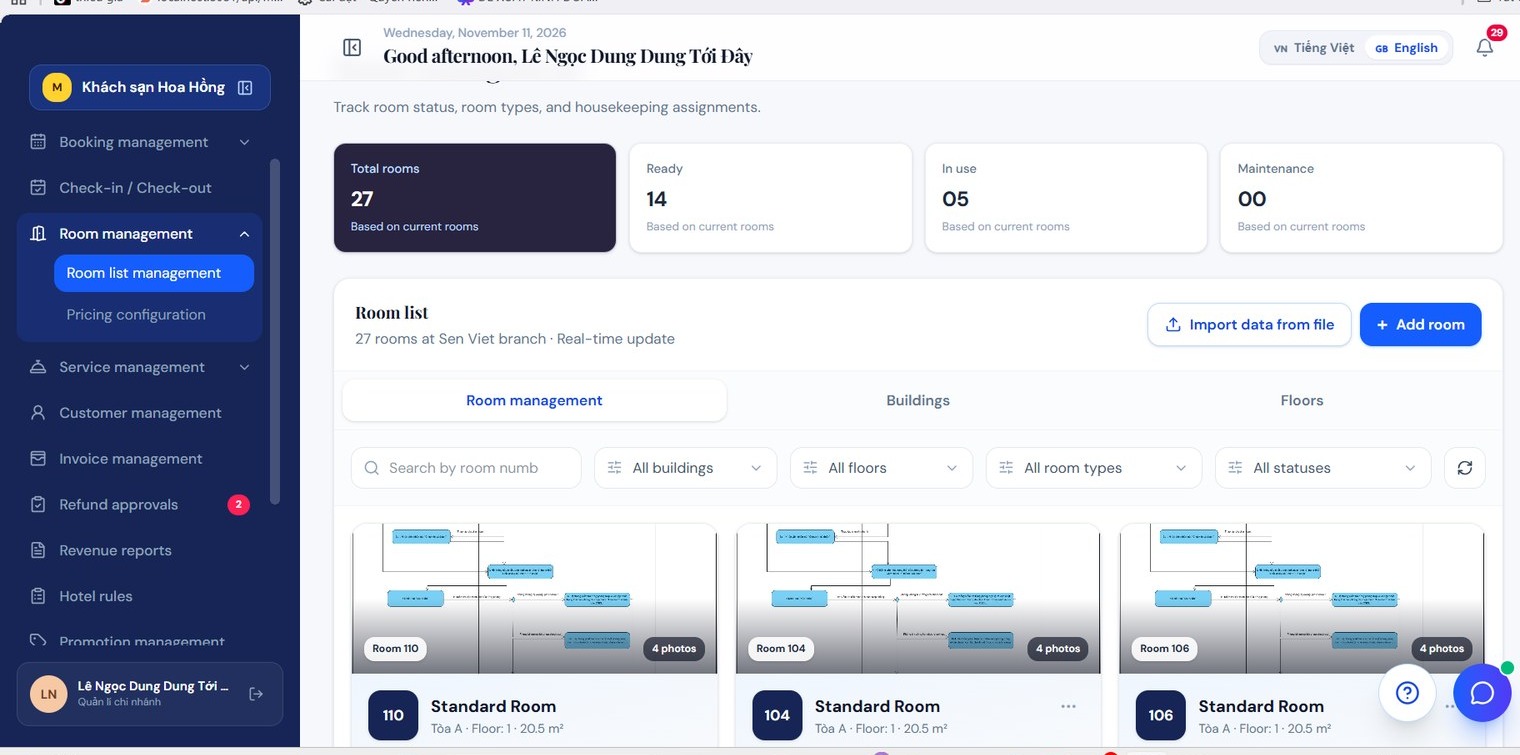 Khách sạn Hoa Hồng
M
Booking management
Check-in / Check-out
Room management
Room list management
Pricing configuration
Service management
Customer management
Invoice management
Refund approvals
2
Revenue reports
Hotel rules
Promotion management
LN
Lê Ngọc Dung Dung Tới ...
Quản lí chi nhánh
Wednesday, November 11, 2026
Good afternoon, Lê Ngọc Dung Dung Tới Đây
VN Tiếng Việt
GB English
29
Track room status, room types, and housekeeping assignments.
Total rooms
27
Based on current rooms
Ready
14
Based on current rooms
In use
05
Based on current rooms
Maintenance
00
Based on current rooms
Room list
27 rooms at Sen Viet branch · Real-time update
Import data from file
+ Add room
Room management
Buildings
Floors
Search by room numb
All buildings
All floors
All room types
All statuses
Room 110
4 photos
Room 104
4 photos
Room 106
4 photos
110
Standard Room
Tòa A · Floor: 1 · 20.5 m²
104
Standard Room
Tòa A · Floor: 1 · 20.5 m²
106
Standard Room
Tòa A · Floor: 1 · 20.5 m²